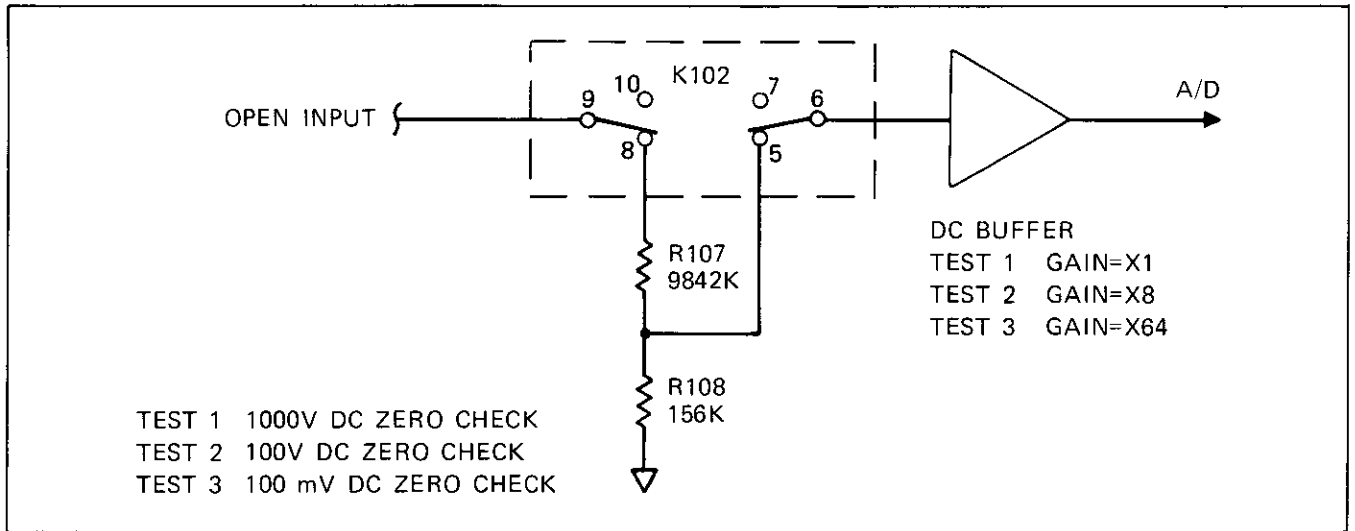 K102
10
7
9
6
A/D
OPEN INPUT
8
5
R107
9842K
DC BUFFER
TEST 1 GAIN=X1
TEST 2 GAIN=X8
TEST 3 GAIN=X64
R108
156K
TEST 1 1000V DC ZERO CHECK
TEST 2 100V DC ZERO CHECK
TEST 3 100 mV DC ZERO CHECK